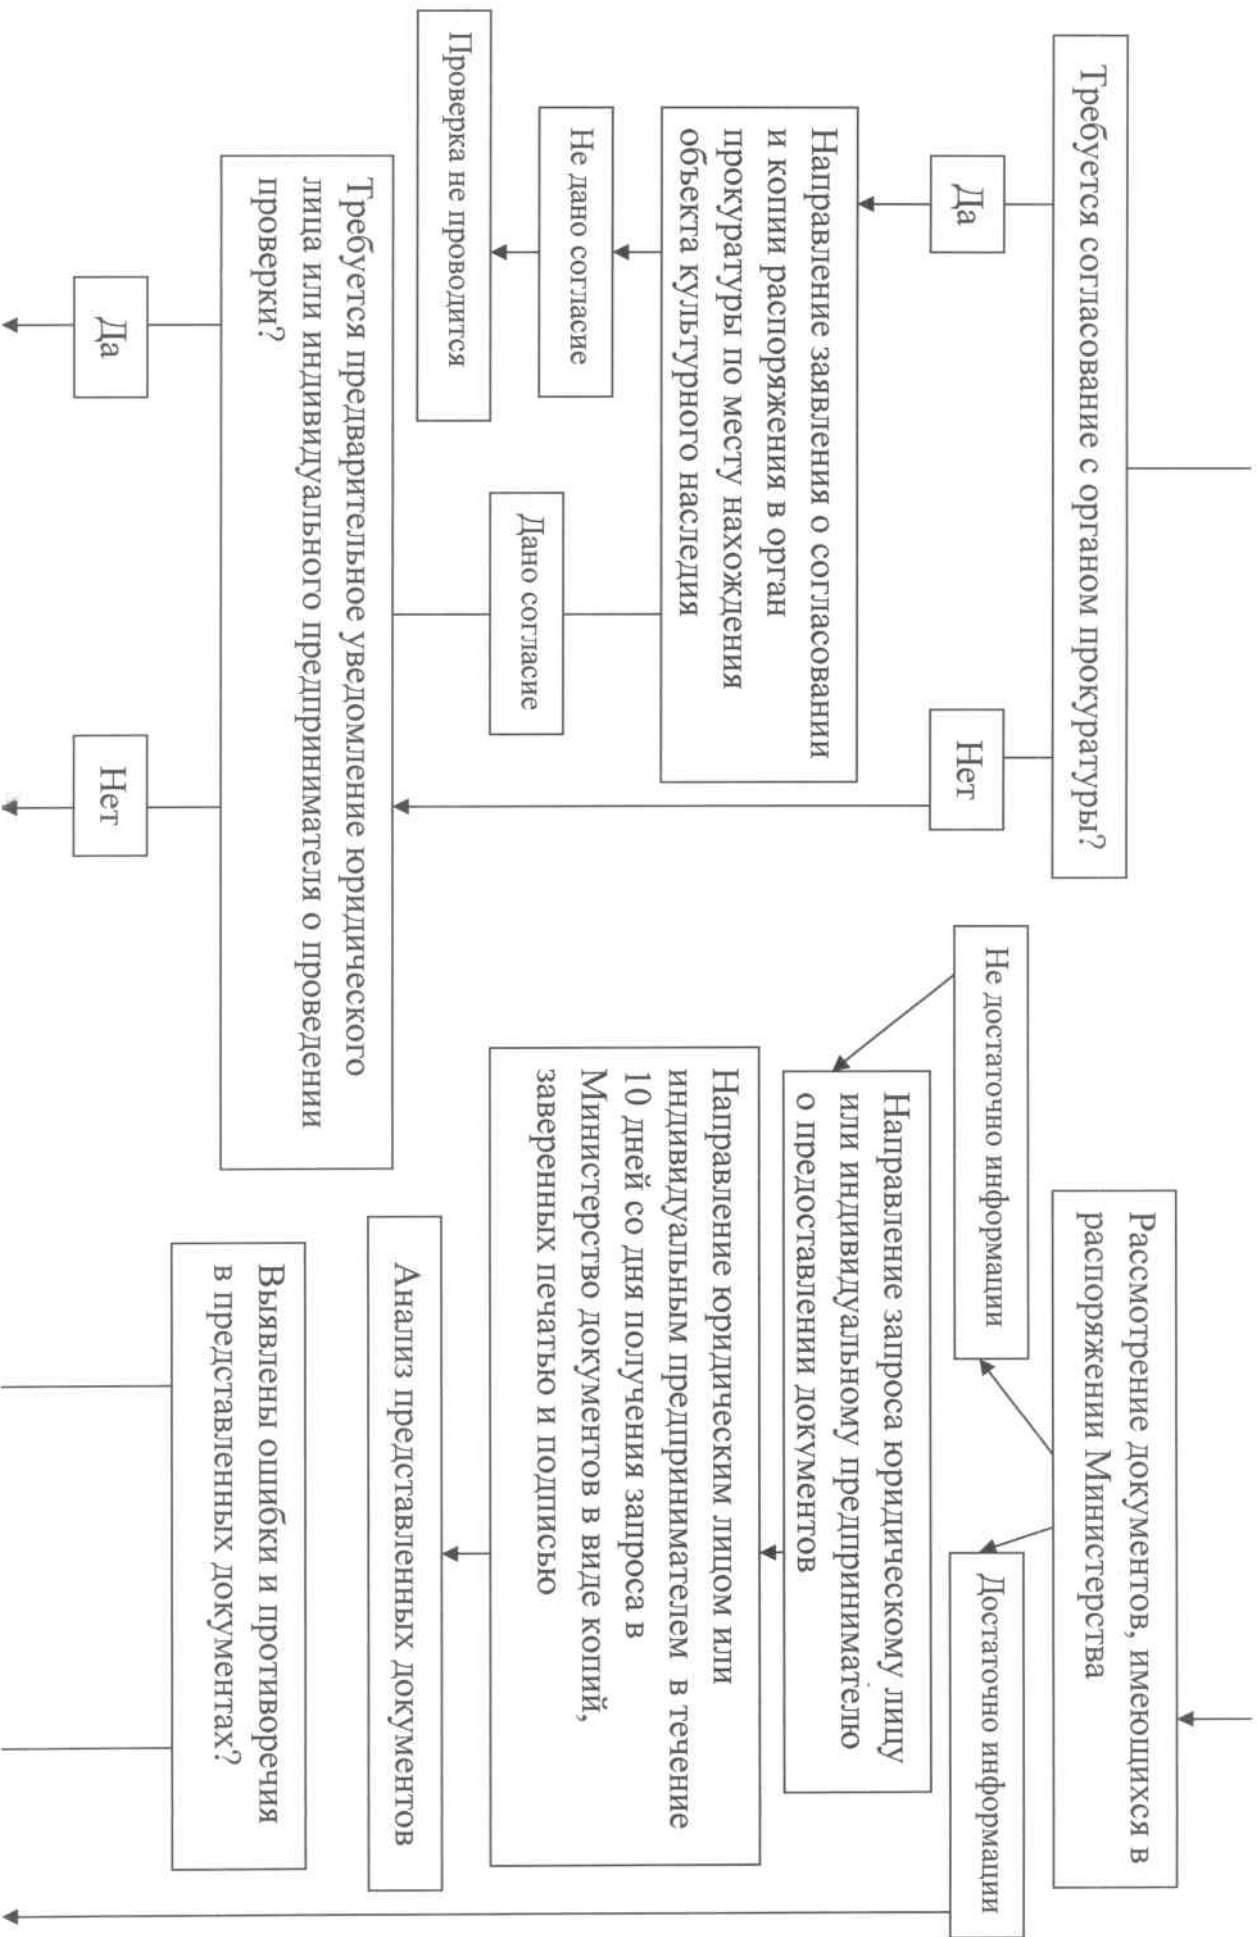 Требуется согласование с органом прокуратуры?
Да
Нет
Направление заявления о согласовании
и копии распоряжения в орган
прокуратуры по месту нахождения
объекта культурного наследия
Не дано согласие
Дано согласие
Проверка не проводится
Требуется предварительное уведомление юридического
лица или индивидуального предпринимателя о проведении
проверки?
Да
Нет
Рассмотрение документов, имеющихся в
распоряжении Министерства
Не достаточно информации
Достаточно информации
Направление запроса юридическому лицу
или индивидуальному предпринимателю
о предоставлении документов
Направление юридическим лицом или
индивидуальным предпринимателем в течение
10 дней со дня получения запроса в
Министерство документов в виде копий,
заверенных печатью и подписью
Анализ представленных документов
Выявлены ошибки и противоречия
в представленных документах?